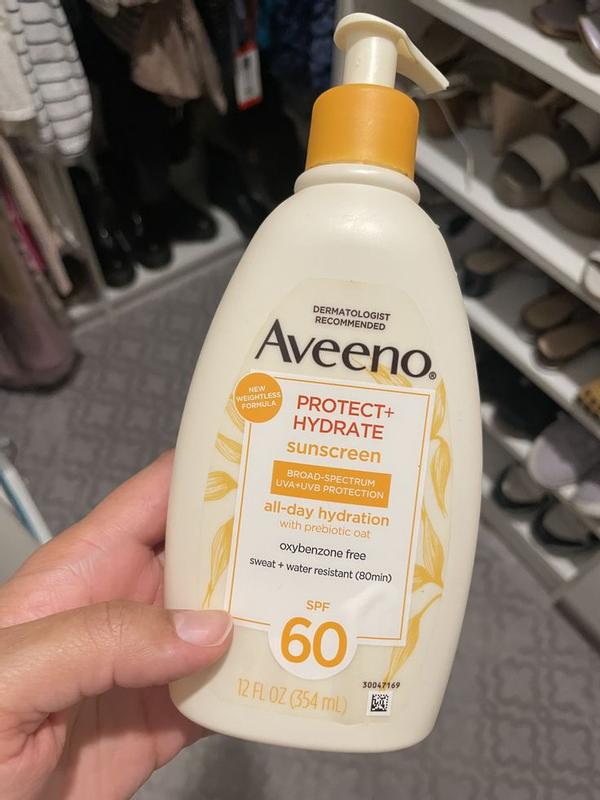 DERMATOLOGIST
RECOMMENDED
Aveeno®
NEW
WEIGHTLESS
FORMULA
PROTECT+
HYDRATE
sunscreen
BROAD-SPECTRUM
UVA+UVB PROTECTION
all-day hydration
with prebiotic oat
oxybenzone free
sweat + water resistant (80min)
SPF
60
12 FL OZ (354 mL)
30047169